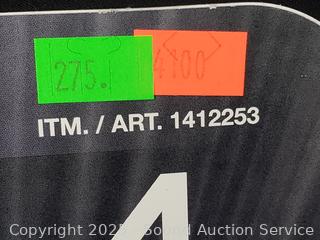 275. 4100
ITM. / ART. 1412253
4
Copyright 2025 Sound Auction Service